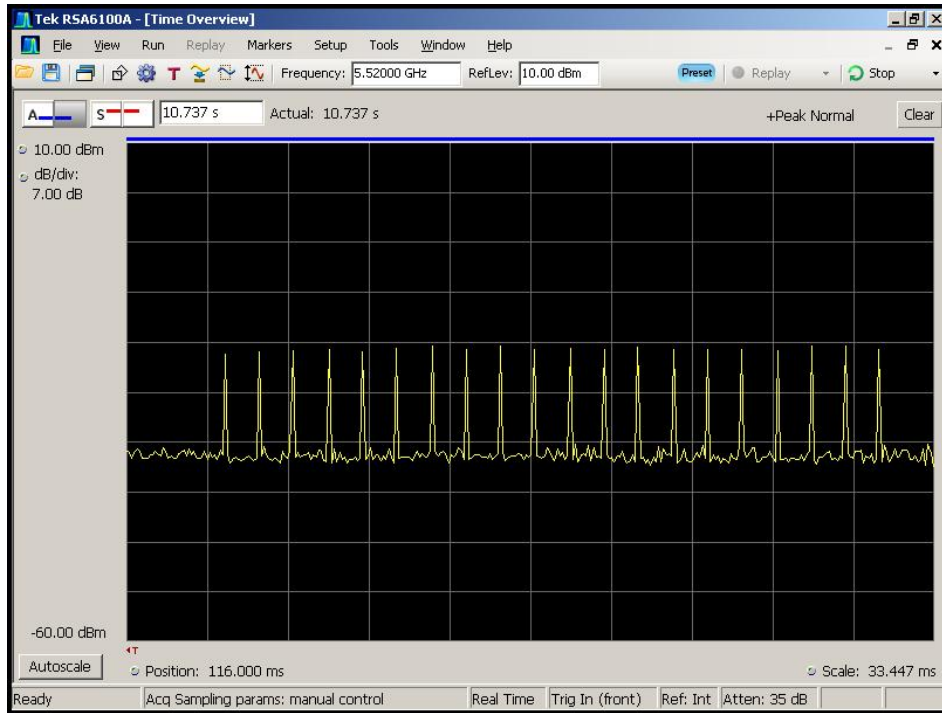 Tek RSA6100A - [Time Overview]
File View Run Replay Markers Setup Tools Window Help
T Frequency: 5.52000 GHz RefLev: 10.00 dBm Preset Replay Stop
A S 10.737 s Actual: 10.737 s +Peak Normal Clear
10.00 dBm
dB/div:
7.00 dB
-60.00 dBm
T
Autoscale Position: 116.000 ms Scale: 33.447 ms
Ready Acq Sampling params: manual control Real Time Trig In (front) Ref: Int Atten: 35 dB